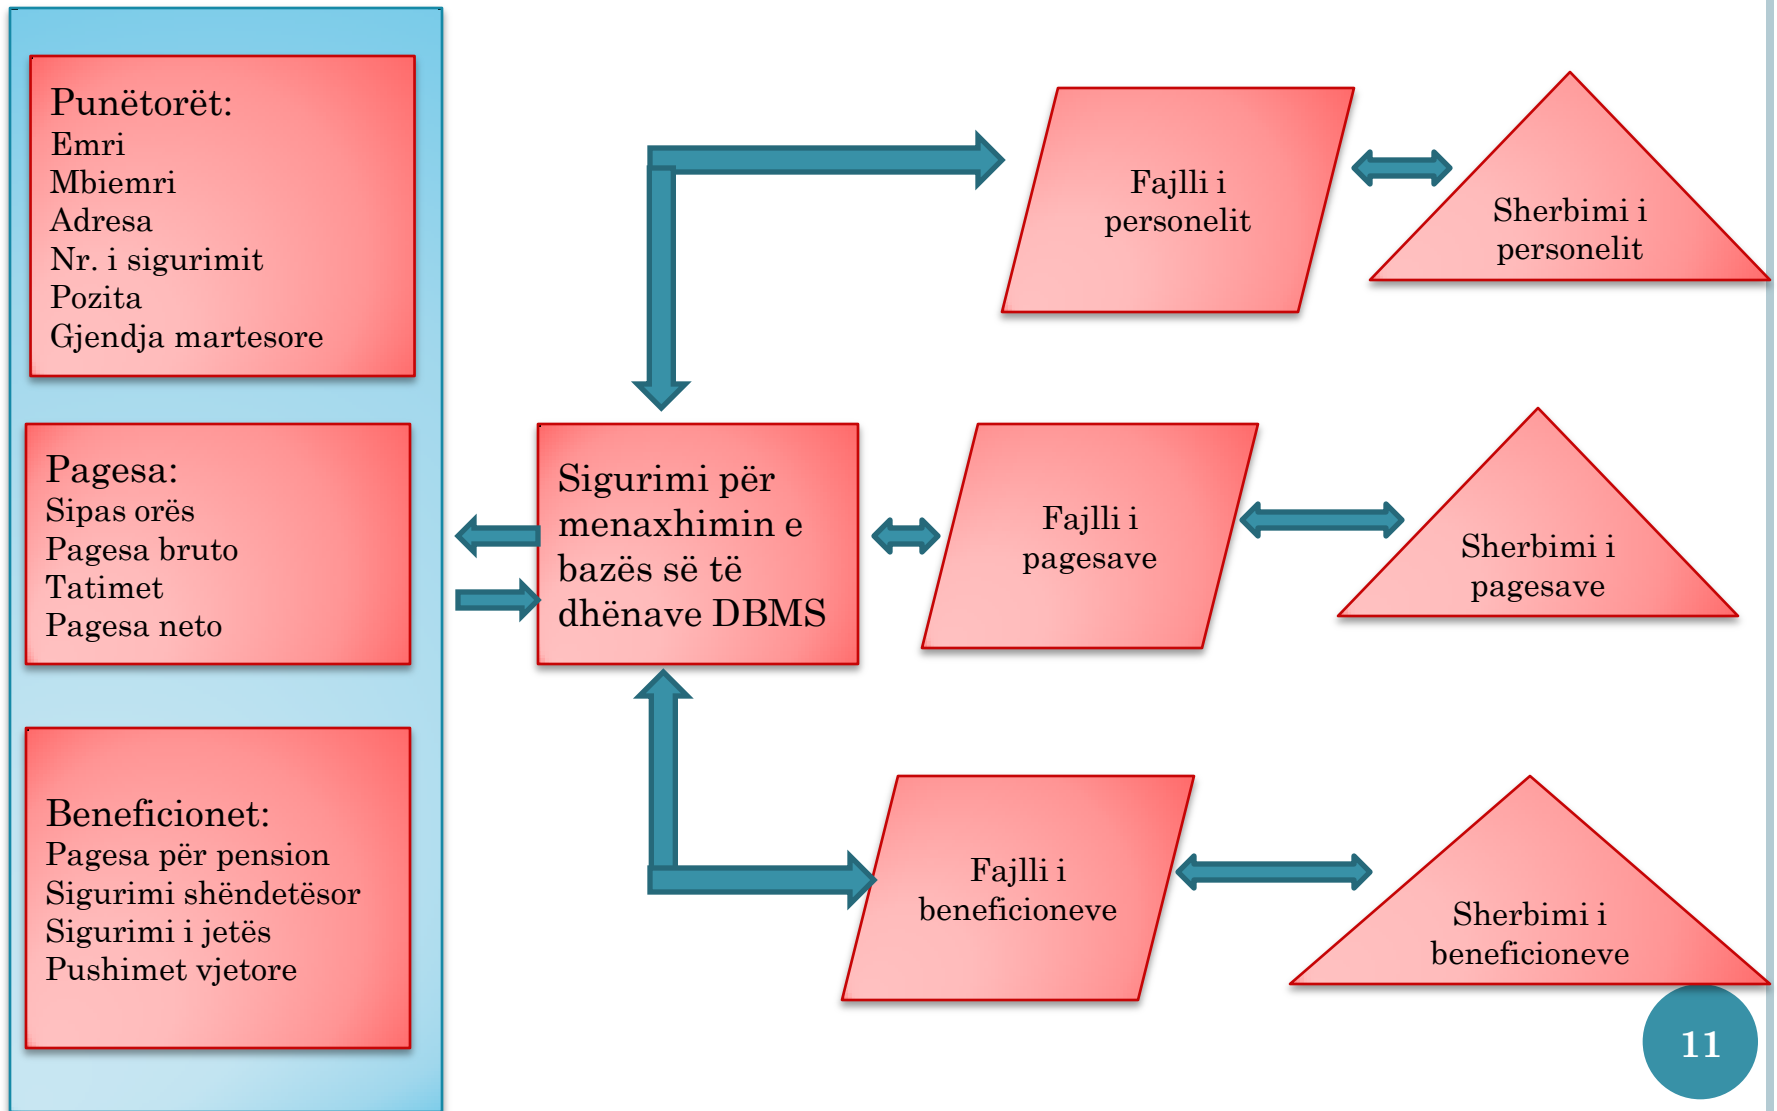 Punëtorët:
Emri
Mbiemri
Adresa
Nr. i sigurimit
Pozita
Gjendja martesore
Pagesa:
Sipas orës
Pagesa bruto
Tatimet
Pagesa neto
Beneficionet:
Pagesa për pension
Sigurimi shëndetësor
Sigurimi i jetës
Pushimet vjetore
Sigurimi për
menaxhimin e
bazës së të
dhënave DBMS
Fajlli i
personelit
Sherbimi i
personelit
Fajlli i
pagesave
Sherbimi i
pagesave
Fajlli i
beneficioneve
Sherbimi i
beneficioneve
11